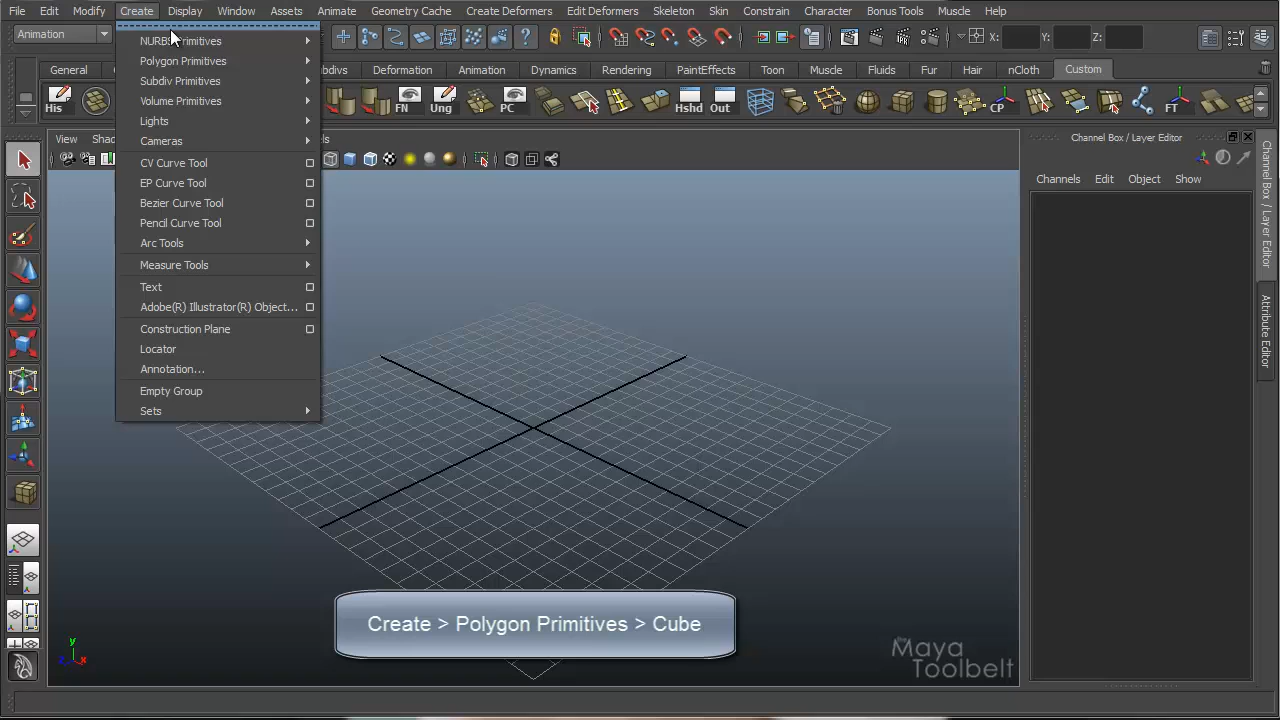 File Edit Modify Create Display Window Assets Animate Geometry Cache Create Deformers Edit Deformers Skeleton Skin Constrain Character Bonus Tools Muscle Help
Animation
X: Y: Z:
General
Deformation Animation Dynamics Rendering PaintEffects Toon Muscle Fluids Fur Hair nCloth Custom
His FN Ung PC Hshd Out CP FT
View
Channel Box / Layer Editor
Channels Edit Object Show
Polygon Primitives
Subdiv Primitives
Volume Primitives
Lights
Cameras
CV Curve Tool
EP Curve Tool
Bezier Curve Tool
Pencil Curve Tool
Arc Tools
Measure Tools
Text
Adobe(R) Illustrator(R) Object...
Construction Plane
Locator
Annotation...
Empty Group
Sets
Channel Box / Layer Editor
Attribute Editor
Create > Polygon Primitives > Cube
y
z x
the Maya
Toolbelt